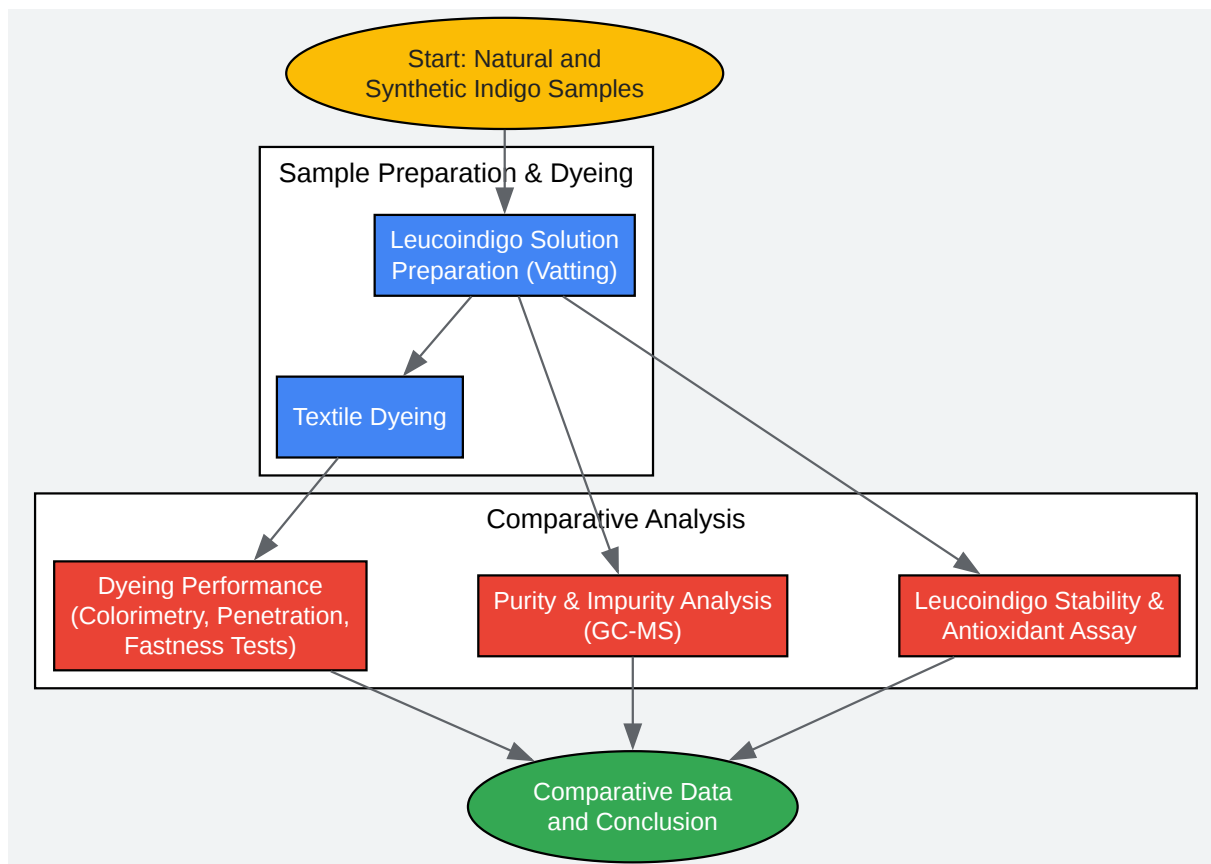 Start: Natural and
Synthetic Indigo Samples
Sample Preparation & Dyeing
Leucoindigo Solution
Preparation (Vatting)
Textile Dyeing
Comparative Analysis
Dyeing Performance
(Colorimetry, Penetration,
Fastness Tests)
Purity & Impurity Analysis
(GC-MS)
Leucoindigo Stability &
Antioxidant Assay
Comparative Data
and Conclusion